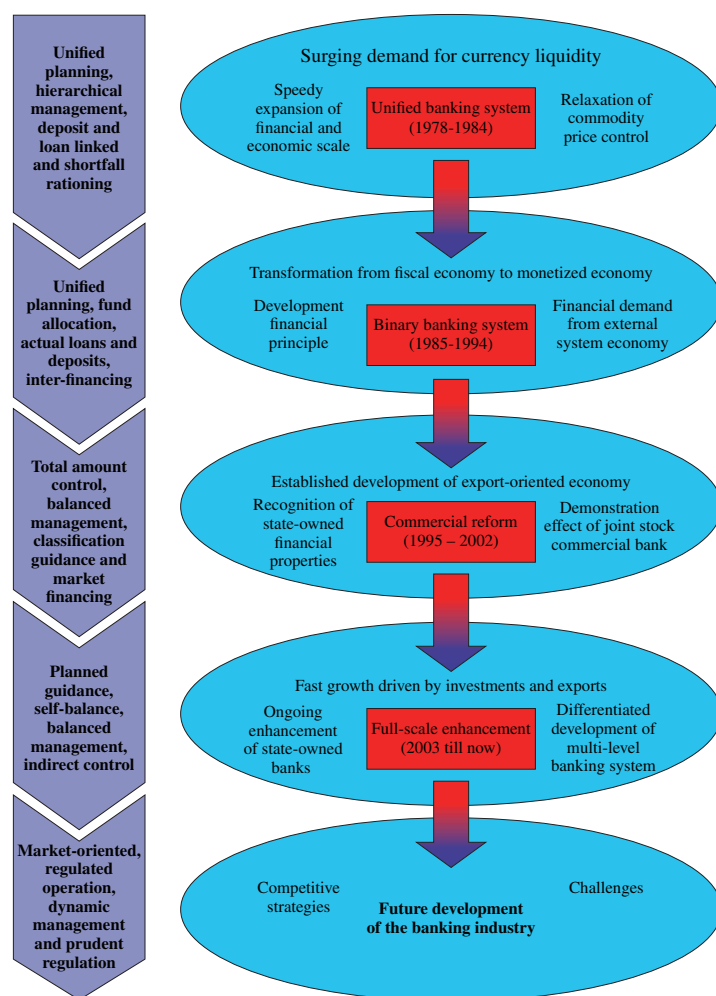 Unified
planning,
hierarchical
management,
deposit and
loan linked
and shortfall
rationing
Surging demand for currency liquidity
Speedy
expansion of
financial and
economic scale
Unified banking system
(1978-1984)
Relaxation of
commodity
price control
Unified
planning, fund
allocation,
actual loans and
deposits,
inter-financing
Transformation from fiscal economy to monetized economy
Development
financial
principle
Binary banking system
(1985-1994)
Financial demand
from external
system economy
Total amount
control, balanced
management,
classification
guidance and
market
financing
Established development of export-oriented economy
Recognition of
state-owned
financial
properties
Commercial reform
(1995 – 2002)
Demonstration
effect of joint stock
commercial bank
Planned
guidance,
self-balance,
balanced
management,
indirect control
Fast growth driven by investments and exports
Ongoing
enhancement
of state-owned
banks
Full-scale enhancement
(2003 till now)
Differentiated
development of
multi-level
banking system
Market-oriented,
regulated
operation,
dynamic
management
and prudent
regulation
Competitive
strategies
Future development
of the banking industry
Challenges